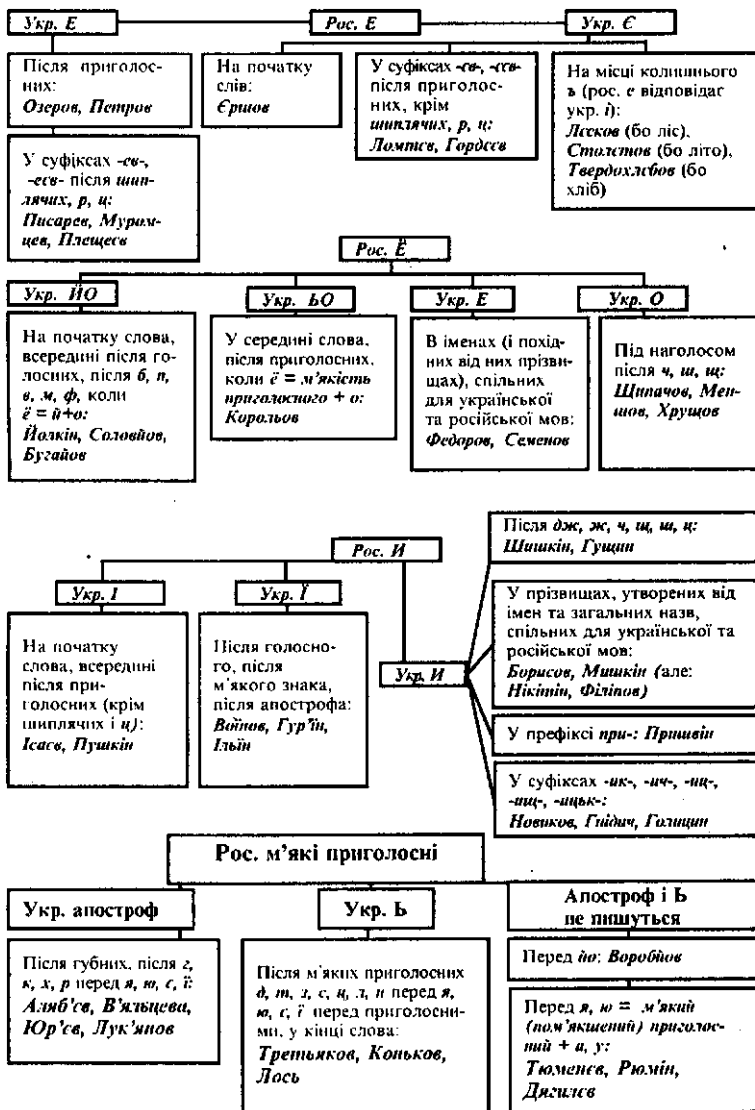 Укр. Е
Рос. Е
Укр. Є
Після приголос-
них:
Озеров, Петров
На початку
слів:
Єршов
У суфіксах -єв-, -єєв-
після приголос-
них, крім
шиплячих, р, ц:
Ломтєв, Гордєєв
На місці колишнього
ъ (рос. е відповідає
укр. і):
Лєсков (бо ліс),
Столєтов (бо літо),
Твердохлєбов (бо
хліб)
У суфіксах -ев-,
-еєв- після шип-
лячих, р, ц:
Писарев, Муром-
цев, Плещеєв
Рос. Ё
Укр. ЙО
Укр. ЬО
Укр. Е
Укр. О
На початку слова,
всередині після го-
лосних, після б, п,
в, м, ф, коли
ё = й+о:
Йолкін, Соловйов,
Бугайов
У середині слова,
після приголосних,
коли ё = м'якість
приголосного + о:
Корольов
В іменах (і похід-
них від них прізви-
щах), спільних
для української
та російської мов:
Федоров, Семенов
Під наголосом
після ч, ш, щ:
Щипачов, Мен-
шов, Хрущов
Рос. И
Укр. І
Укр. Ї
Укр. И
На початку
слова, всередині
після при-
голосних (крім
шиплячих і ц):
Ісаєв, Пушкін
Після голосно-
го, після
м'якого знака,
після апострофа:
Воїнов, Гур'їн,
Ільїн
Після дж, ж, ч, щ, ш, ц:
Шишкін, Гущин
У прізвищах, утворених від
імен та загальних назв,
спільних для української та
російської мов:
Борисов, Мишкін (але:
Нікітін, Філіпов)
У префіксі при-: Пришвін
У суфіксах -ик-, -ич-, -иц-,
-ищ-, -ицьк-:
Новиков, Гнідич, Голицин
Рос. м'які приголосні
Укр. апостроф
Укр. Ь
Апостроф і Ь
не пишуться
Після губних, після г,
к, х, р перед я, ю, є, ї:
Аляб'єв, В'яльцева,
Юр'єв, Лук'янов
Після м'яких приголосних
д, т, з, с, ц, л, н перед я,
ю, є, ї перед приголосни-
ми, у кінці слова:
Третьяков, Коньков,
Лось
Перед йо: Воробйов
Перед я, ю = м'який
(пом'якшений) приголос-
ний + а, у:
Тюменєв, Рюмін,
Дягилєв